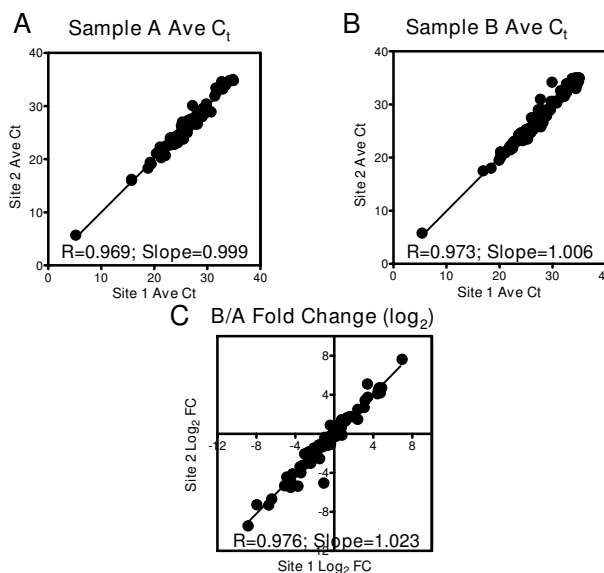 A
Sample A Ave Ct
40
30
20
10
0
0 10 20 30 40
Site 2 Ave Ct
Site 1 Ave Ct
R=0.969; Slope=0.999
B
Sample B Ave Ct
40
30
20
10
0
0 10 20 30 40
Site 2 Ave Ct
Site 1 Ave Ct
R=0.973; Slope=1.006
C
B/A Fold Change (log2)
8
4
-12 -8 -4 4
-4
-8
Site 2 Log2 FC
R=0.976; Slope=1.023
Site 1 Log2 FC